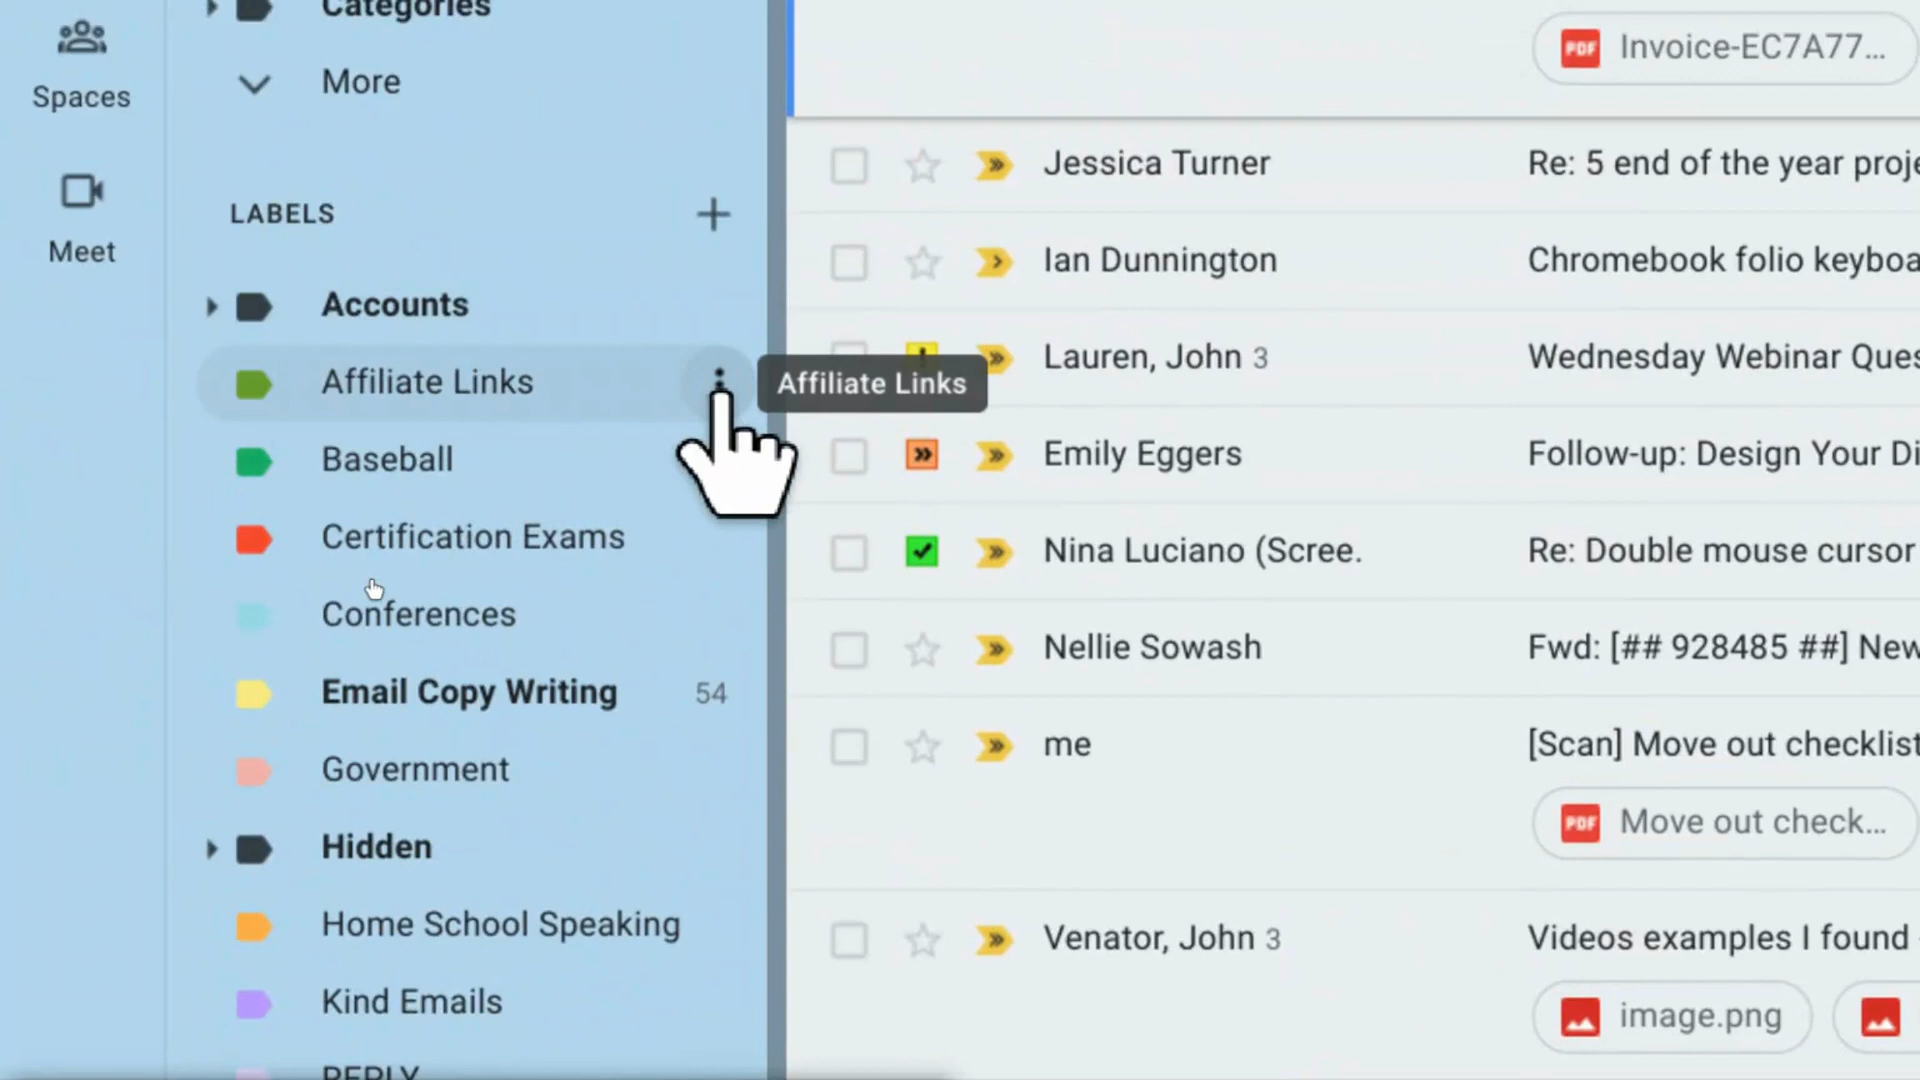 Categories
Spaces
More
Meet
LABELS
Accounts
Affiliate Links
Affiliate Links
Baseball
Certification Exams
Conferences
Email Copy Writing 54
Government
Hidden
Home School Speaking
Kind Emails
REPLY
PDF Invoice-EC7A77...
Jessica Turner Re: 5 end of the year proje
Ian Dunnington Chromebook folio keyboa
Lauren, John 3 Wednesday Webinar Ques
Emily Eggers Follow-up: Design Your Di
Nina Luciano (Scree. Re: Double mouse cursor
Nellie Sowash Fwd: [## 928485 ##] New
me [Scan] Move out checklist
PDF Move out check...
Venator, John 3 Videos examples I found
image.png